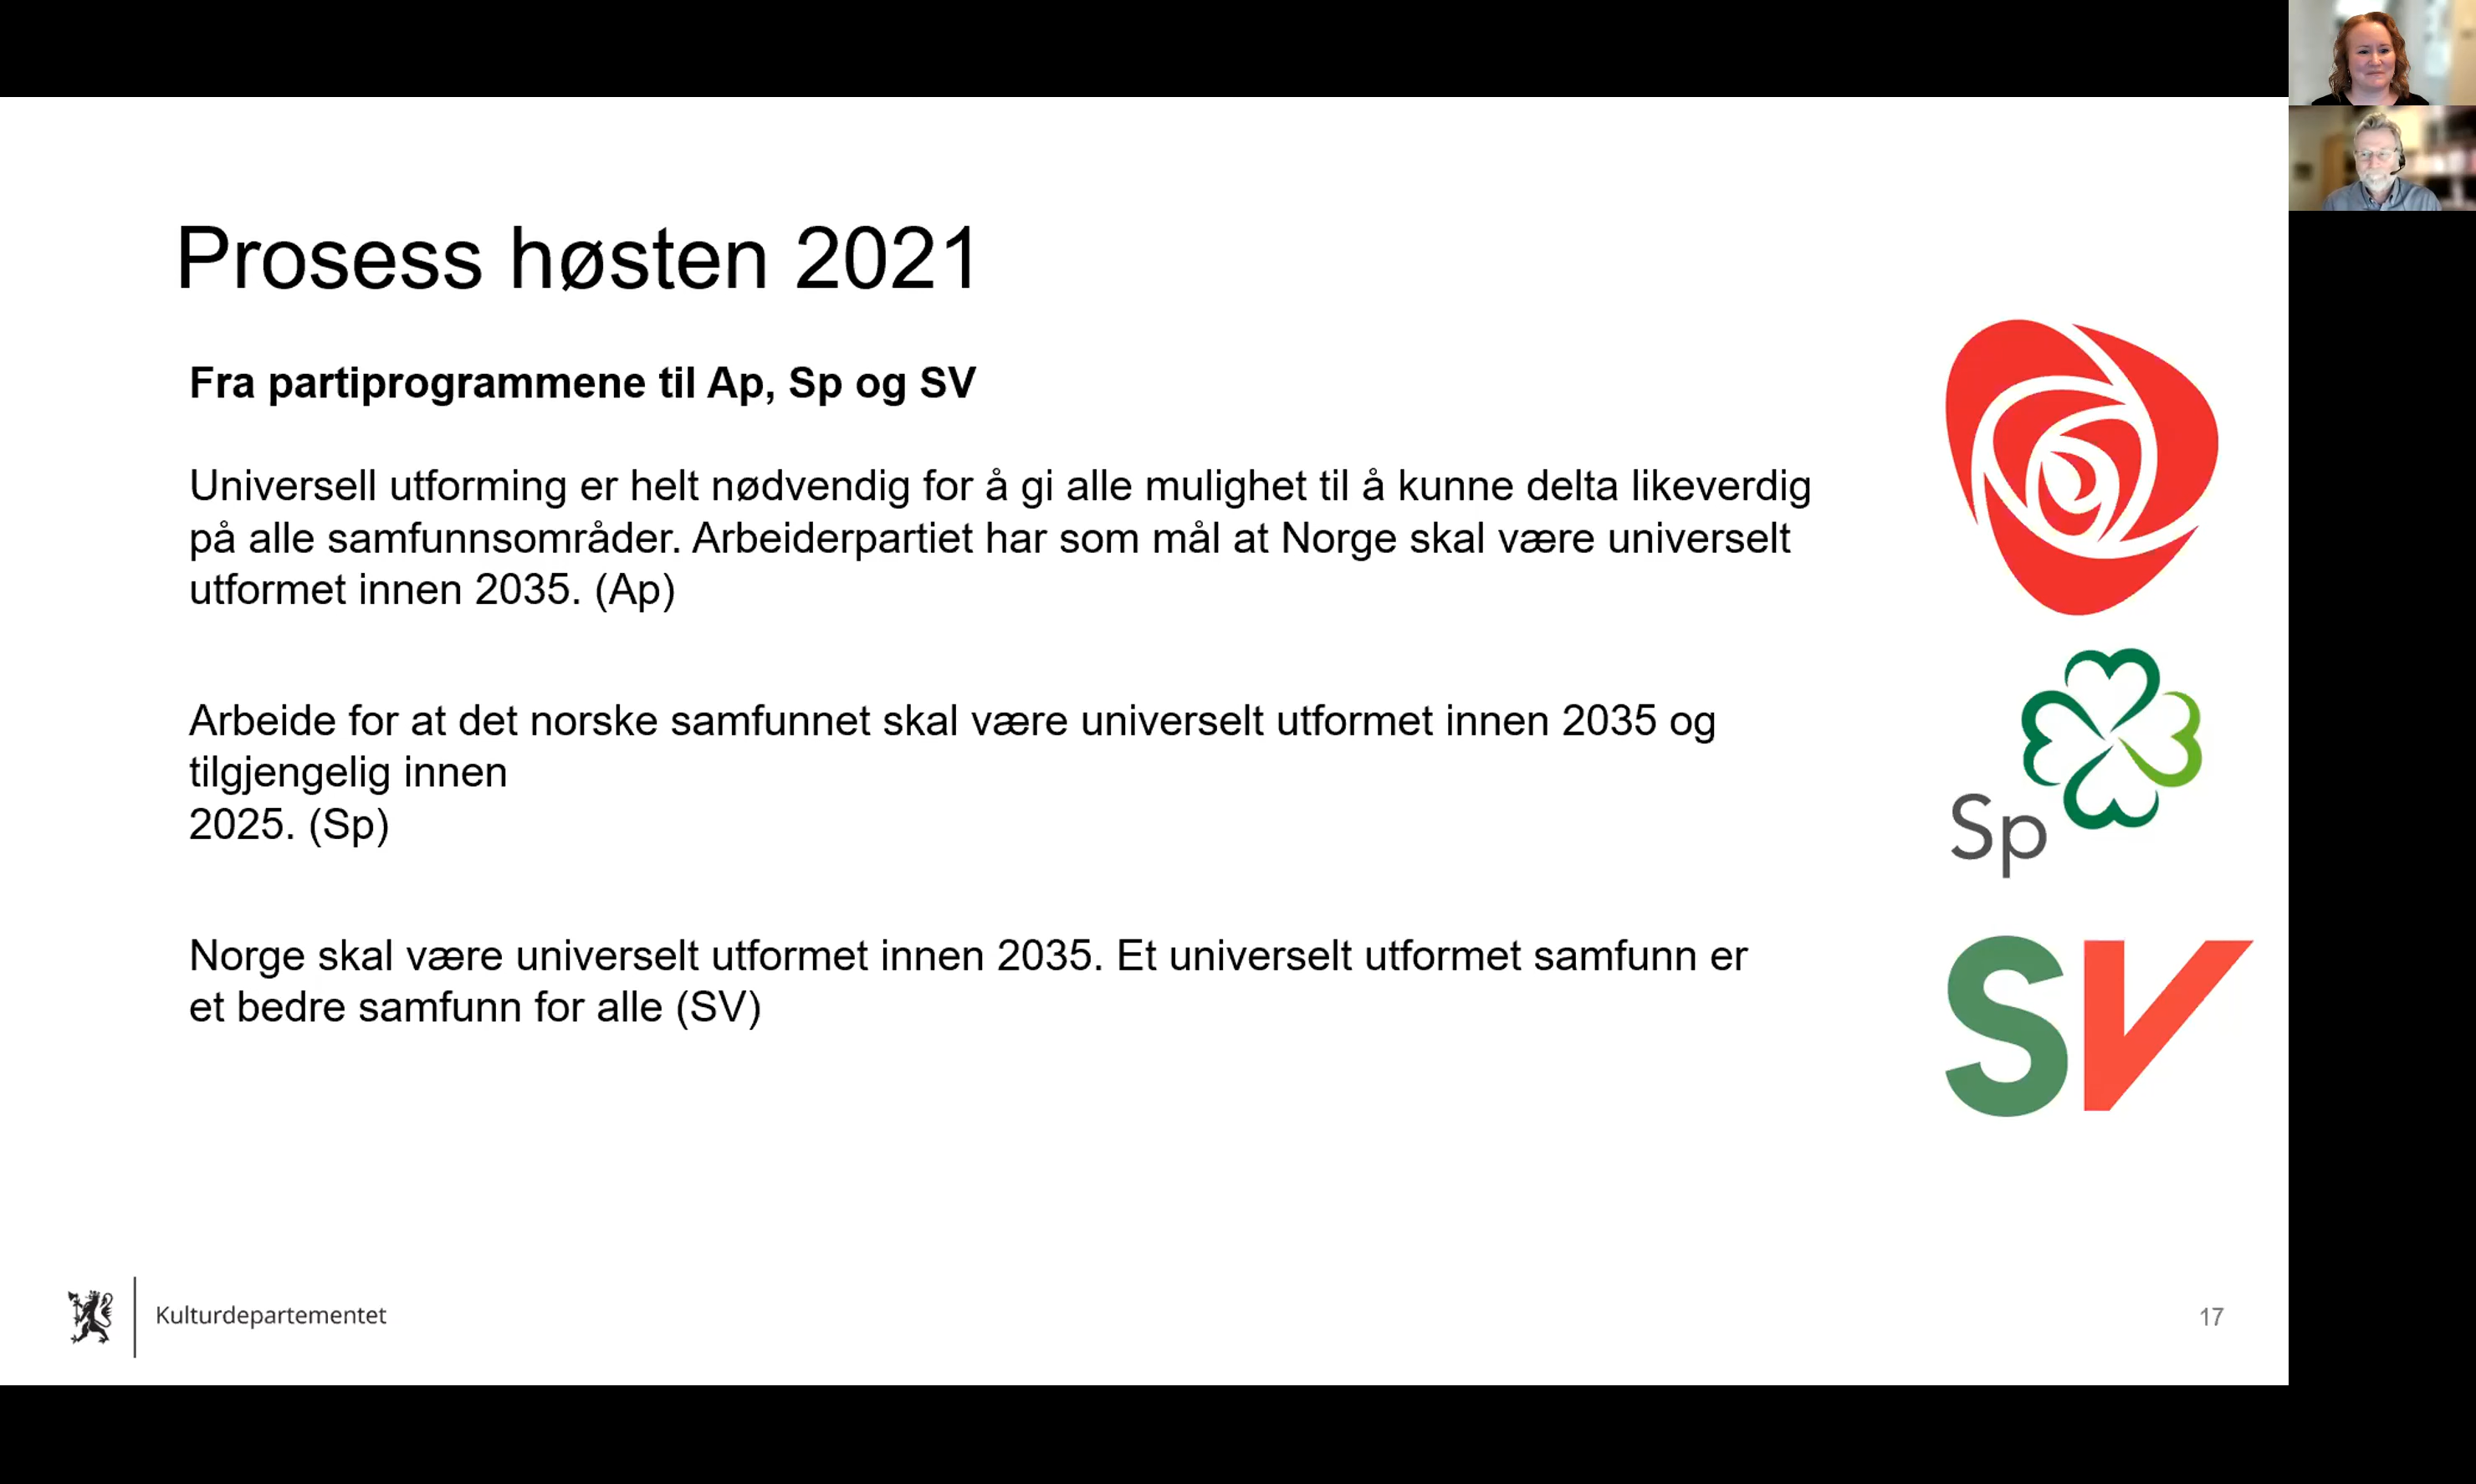 Prosess høsten 2021
Fra partiprogrammene til Ap, Sp og SV
Universell utforming er helt nødvendig for å gi alle mulighet til å kunne delta likeverdig
på alle samfunnsområder. Arbeiderpartiet har som mål at Norge skal være universelt
utformet innen 2035. (Ap)
Arbeide for at det norske samfunnet skal være universelt utformet innen 2035 og
tilgjengelig innen
2025. (Sp)
Sp
Norge skal være universelt utformet innen 2035. Et universelt utformet samfunn er
et bedre samfunn for alle (SV)
SV
Kulturdepartementet
17